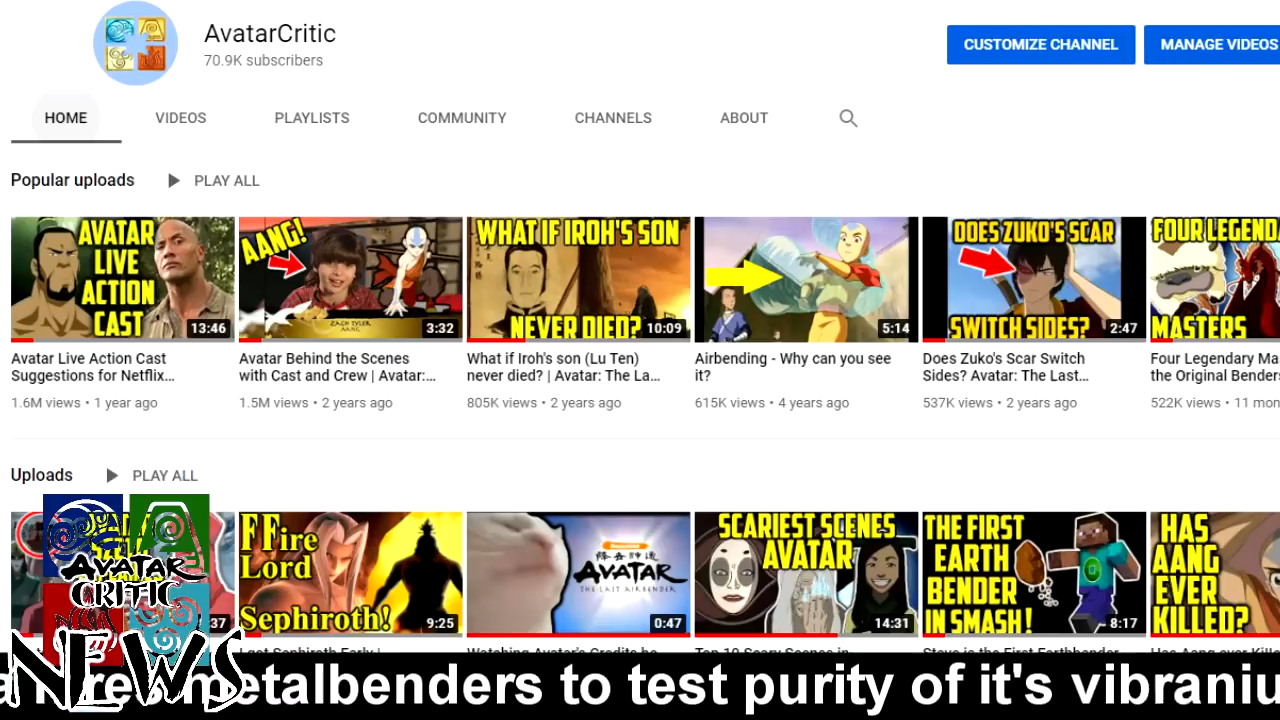 AvatarCritic
70.9K subscribers
CUSTOMIZE CHANNEL
MANAGE VIDEOS
HOME
VIDEOS
PLAYLISTS
COMMUNITY
CHANNELS
ABOUT
Popular uploads
PLAY ALL
AVATAR
LIVE
ACTION
CAST
13:46
AANG!
ZACH TYLER
AANG
3:32
WHAT IF IROH'S SON
NEVER DIED?
10:09
5:14
DOES ZUKO'S SCAR
SWITCH SIDES?
2:47
FOUR
MASTERS
Avatar Live Action Cast
Suggestions for Netflix...
1.6M views • 1 year ago
Avatar Behind the Scenes
with Cast and Crew | Avatar:...
1.5M views • 2 years ago
What if Iroh's son (Lu Ten)
never died? | Avatar: The La...
805K views • 2 years ago
Airbending - Why can you see
it?
615K views • 4 years ago
Does Zuko's Scar Switch
Sides? Avatar: The Last...
537K views • 2 years ago
Four Legendary Ma
the Original Bender
522K views • 11 mon
Uploads
PLAY ALL
AVATAR
CRITIC
NEWS
FFire
Lord
Sephiroth!
9:25
AVATAR
THE LAST AIRBENDER
0:47
SCARIEST SCENES
AVATAR
14:31
THE FIRST
EARTH
BENDER
IN SMASH!
8:17
HAS
AANG
EVER
KILLED?
metalbenders to test purity of it's vibraniu